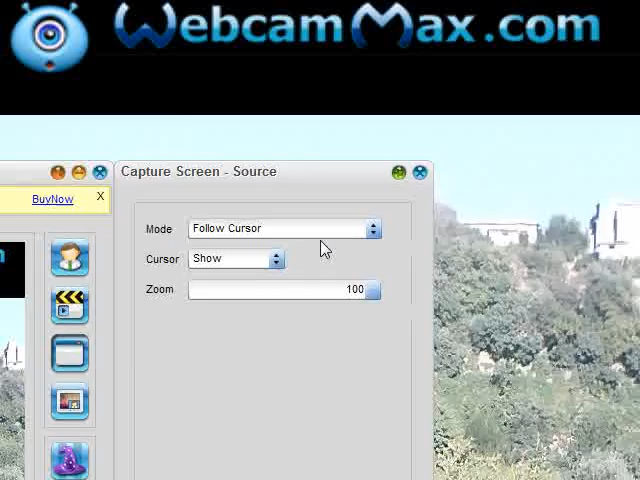 WebcamMax.com
Capture Screen - Source
BuyNow
X
Mode
Follow Cursor
Cursor
Show
Zoom
100